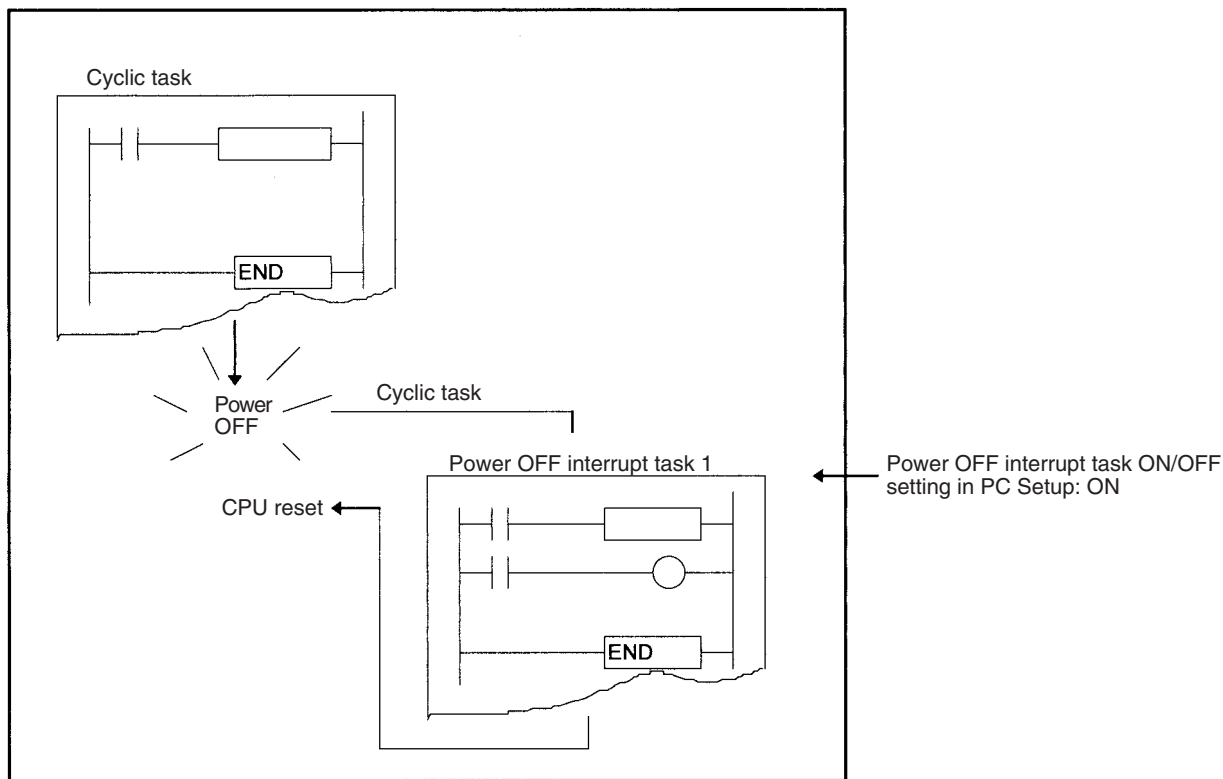 Cyclic task
END
Power
OFF
Cyclic task
Power OFF interrupt task 1
Power OFF interrupt task ON/OFF
setting in PC Setup: ON
CPU reset
END